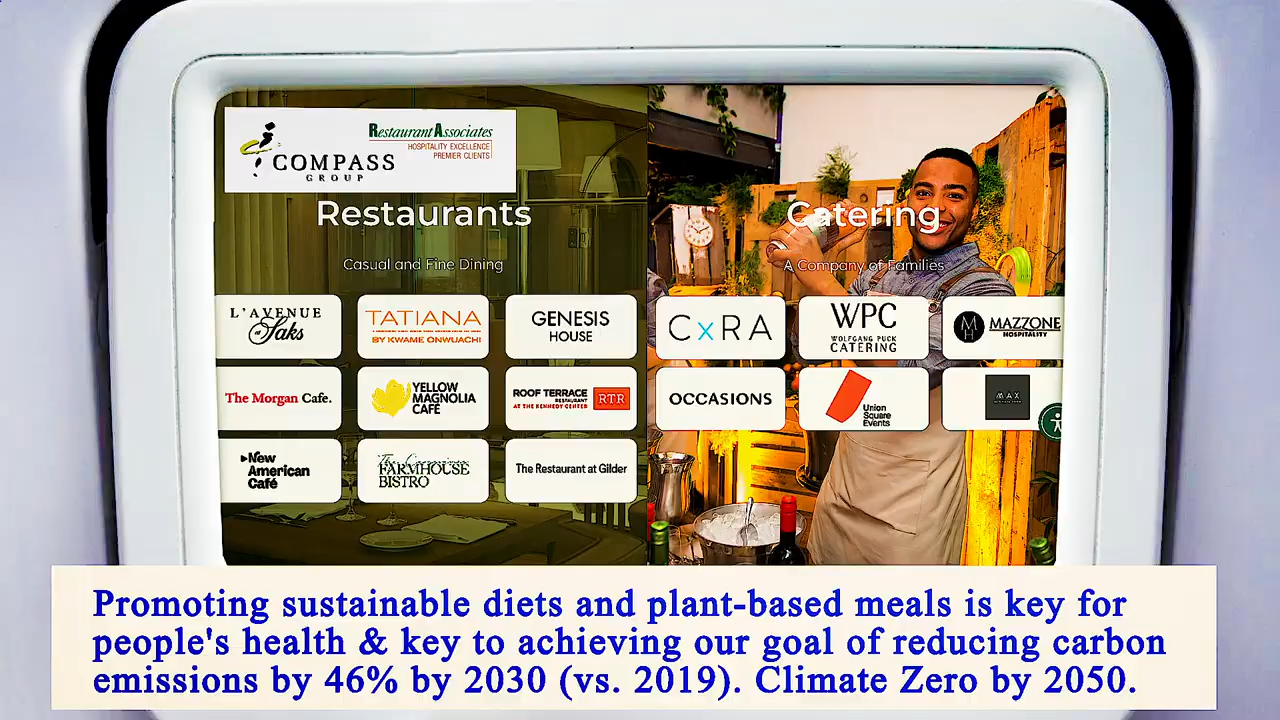 COMPASS
GROUP
Restaurant Associates
HOSPITALITY EXCELLENCE
PREMIER CLIENTS
Restaurants
Casual and Fine Dining
L'AVENUE
at
Saks
TATIANA
BY KWAME ONWUACHI
GENESIS
HOUSE
The Morgan Cafe.
YELLOW
MAGNOLIA
CAFÉ
ROOF TERRACE
RESTAURANT
AT THE KENNEDY CENTER
RTR
New
American
Café
FARMHOUSE
BISTRO
The Restaurant at Gilder
Catering
A Company of Families
CxRA
WPC
WOLFGANG PUCK
CATERING
MH
MAZZONE
HOSPITALITY
OCCASIONS
Union
Square
Events
MAX
Promoting sustainable diets and plant-based meals is key for
people's health & key to achieving our goal of reducing carbon
emissions by 46% by 2030 (vs. 2019). Climate Zero by 2050.